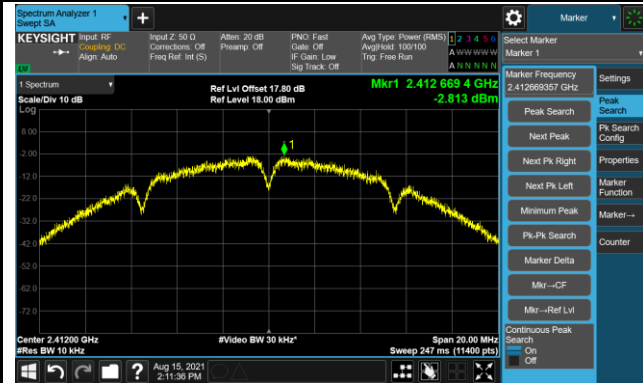 Spectrum Analyzer 1
Swept SA
Marker
KEYSIGHT
Input: RF
Coupling: DC
Align: Auto
Input Z: 50 Ω
Corrections: Off
Freq Ref: Int (S)
Atten: 20 dB
Preamp: Off
PNO: Fast
Gate: Off
IF Gain: Low
Sig Track: Off
Avg Type: Power (RMS)
Avg|Hold: 100/100
Trig: Free Run
1 2 3 4 5 6
A W W W W W
A N N N N N
Select Marker
Marker 1
1 Spectrum
Scale/Div 10 dB
Log
Ref Lvl Offset 17.80 dB
Ref Level 18.00 dBm
Mkr1 2.412 669 4 GHz
-2.813 dBm
1
8.00
-2.00
-12.0
-22.0
-32.0
-42.0
-52.0
-62.0
-72.0
Center 2.41200 GHz
#Res BW 10 kHz
#Video BW 30 kHz*
Span 20.00 MHz
Sweep 247 ms (11400 pts)
Marker Frequency
2.412669357 GHz
Peak Search
Next Peak
Next Pk Right
Next Pk Left
Minimum Peak
Pk-Pk Search
Marker Delta
Mkr→CF
Mkr→Ref Lvl
Continuous Peak
Search
On
Off
Settings
Peak
Search
Pk Search
Config
Properties
Marker
Function
Marker→
Counter
?
Aug 15, 2021
2:11:36 PM